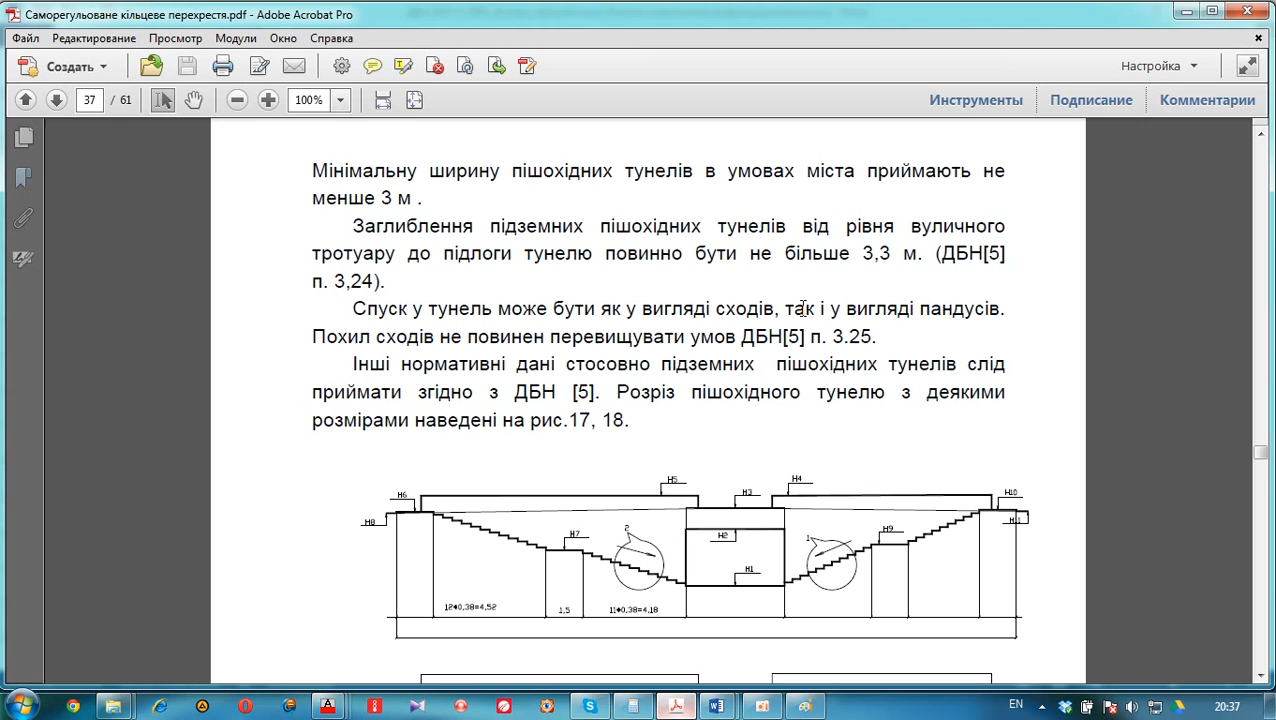 Саморегульоване кільцеве перехрестя.pdf - Adobe Acrobat Pro
Файл Редактирование Просмотр Модули Окно Справка
Создать
Настройка
37 / 61
100%
Инструменты Подписание Комментарии
Мінімальну ширину пішохідних тунелів в умовах міста приймають не
менше 3 м .
Заглиблення підземних пішохідних тунелів від рівня вуличного
тротуару до підлоги тунелю повинно бути не більше 3,3 м. (ДБН[5]
п. 3,24).
Спуск у тунель може бути як у вигляді сходів, так і у вигляді пандусів.
Похил сходів не повинен перевищувати умов ДБН[5] п. 3.25.
Інші нормативні дані стосовно підземних пішохідних тунелів слід
приймати згідно з ДБН [5]. Розріз пішохідного тунелю з деякими
розмірами наведені на рис.17, 18.
H5 H4
H6 H3 H10
H8 H11
2 H7 H2 1 H9
H1
12*0,38=4,52 1,5 11*0,38=4,18
EN 20:37